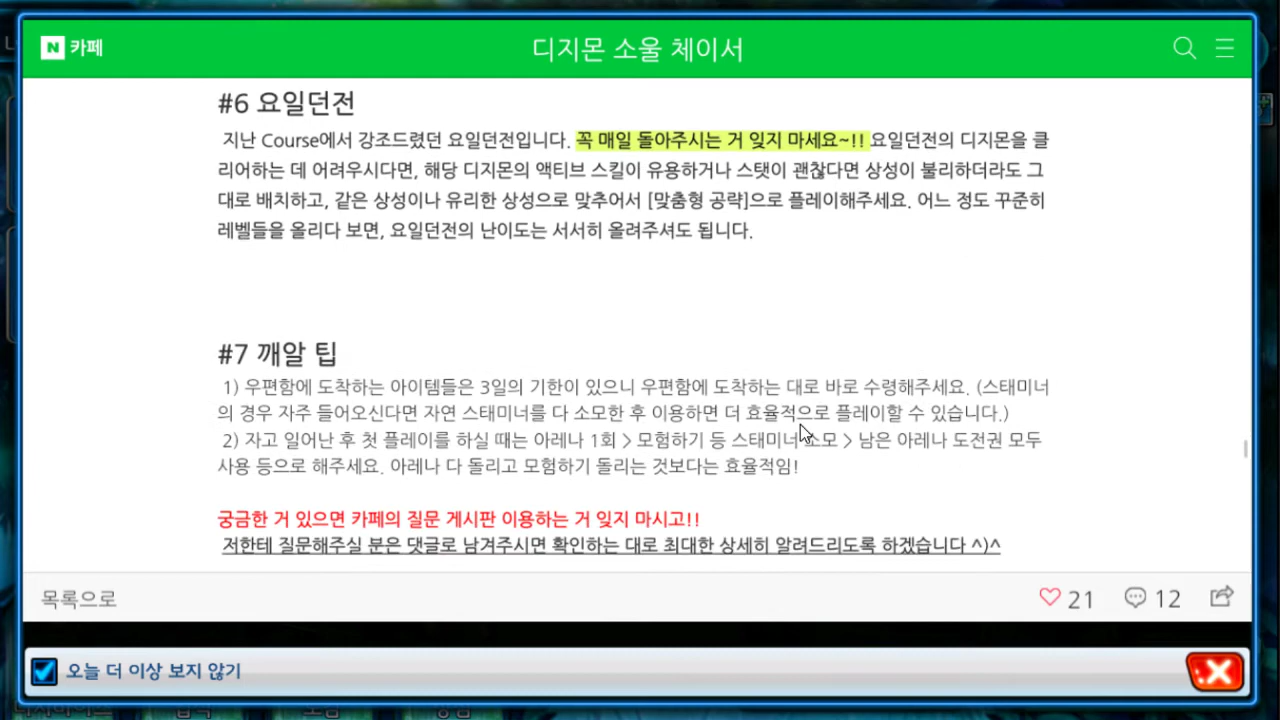 N 카페
디지몬 소울 체이서
#6 요일던전
지난 Course에서 강조드렸던 요일던전입니다. 꼭 매일 돌아주시는 거 잊지 마세요~!! 요일던전의 디지몬을 클
리어하는 데 어려우시다면, 해당 디지몬의 액티브 스킬이 유용하거나 스탯이 괜찮다면 상성이 불리하더라도 그
대로 배치하고, 같은 상성이나 유리한 상성으로 맞추어서 [맞춤형 공략]으로 플레이해주세요. 어느 정도 꾸준히
레벨들을 올리다 보면, 요일던전의 난이도는 서서히 올려주셔도 됩니다.
#7 깨알 팁
1) 우편함에 도착하는 아이템들은 3일의 기한이 있으니 우편함에 도착하는 대로 바로 수령해주세요. (스태미너
의 경우 자주 들어오신다면 자연 스태미너를 다 소모한 후 이용하면 더 효율적으로 플레이할 수 있습니다.)
2) 자고 일어난 후 첫 플레이를 하실 때는 아레나 1회 > 모험하기 등 스태미너 소모 > 남은 아레나 도전권 모두
사용 등으로 해주세요. 아레나 다 돌리고 모험하기 돌리는 것보다는 효율적임!
궁금한 거 있으면 카페의 질문 게시판 이용하는 거 잊지 마시고!!
저한테 질문해주실 분은 댓글로 남겨주시면 확인하는 대로 최대한 상세히 알려드리도록 하겠습니다 ^)^
목록으로
21
12
오늘 더 이상 보지 않기